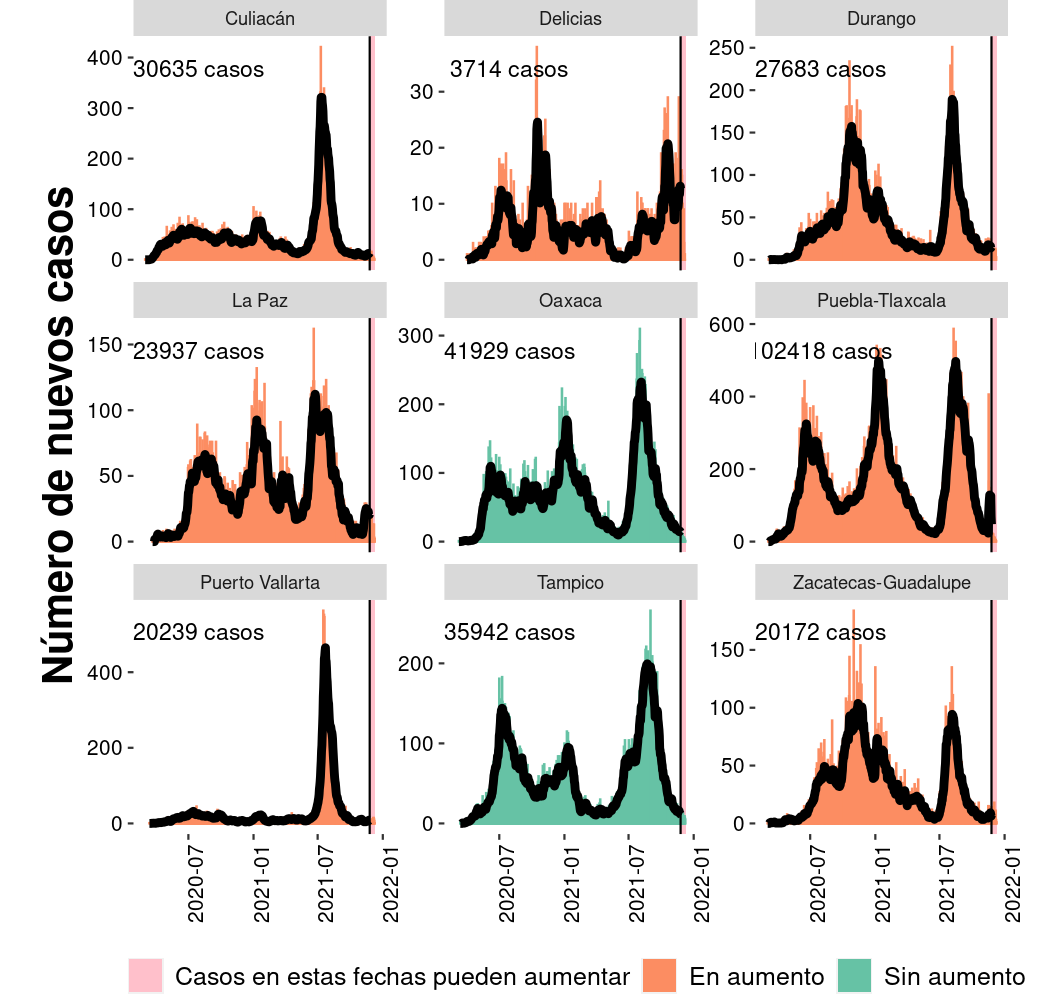 Número de nuevos casos
Culiacán
30635 casos
400
300
200
100
0
Delicias
3714 casos
30
20
10
0
Durango
27683 casos
250
200
150
100
50
0
La Paz
23937 casos
150
100
50
0
Oaxaca
41929 casos
300
200
100
0
Puebla-Tlaxcala
102418 casos
600
400
200
0
Puerto Vallarta
20239 casos
400
200
0
Tampico
35942 casos
200
100
0
Zacatecas-Guadalupe
20172 casos
150
100
50
0
2020-07
2021-01
2021-07
2022-01
2020-07
2021-01
2021-07
2022-01
2020-07
2021-01
2021-07
2022-01
Casos en estas fechas pueden aumentar
En aumento
Sin aumento